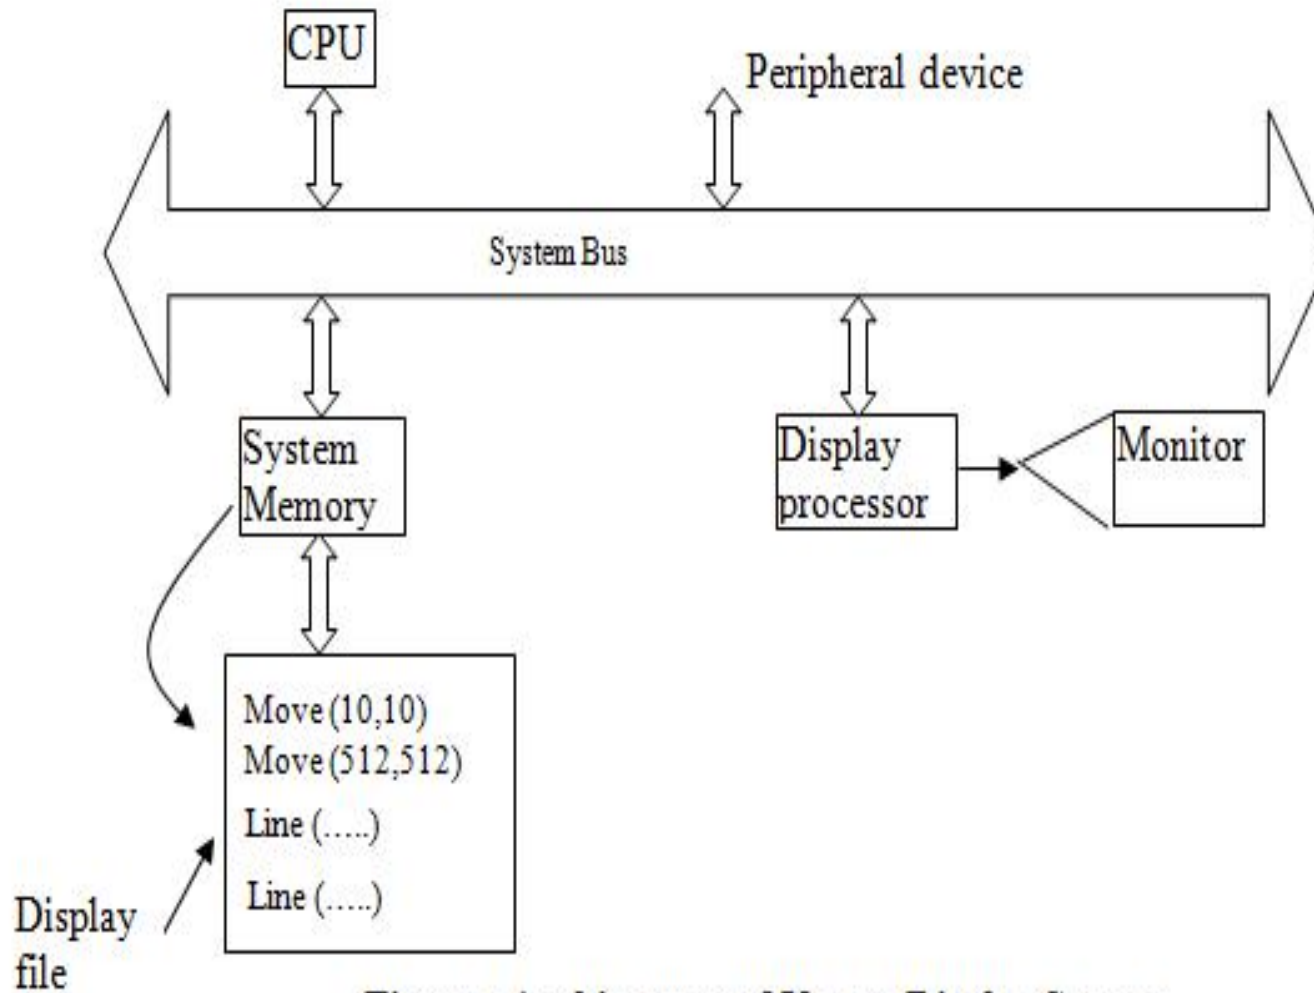 CPU
Peripheral device
System Bus
System
Memory
Display
processor
Monitor
Move (10,10)
Move (512,512)
Line (.....)
Line (.....)
Display
file